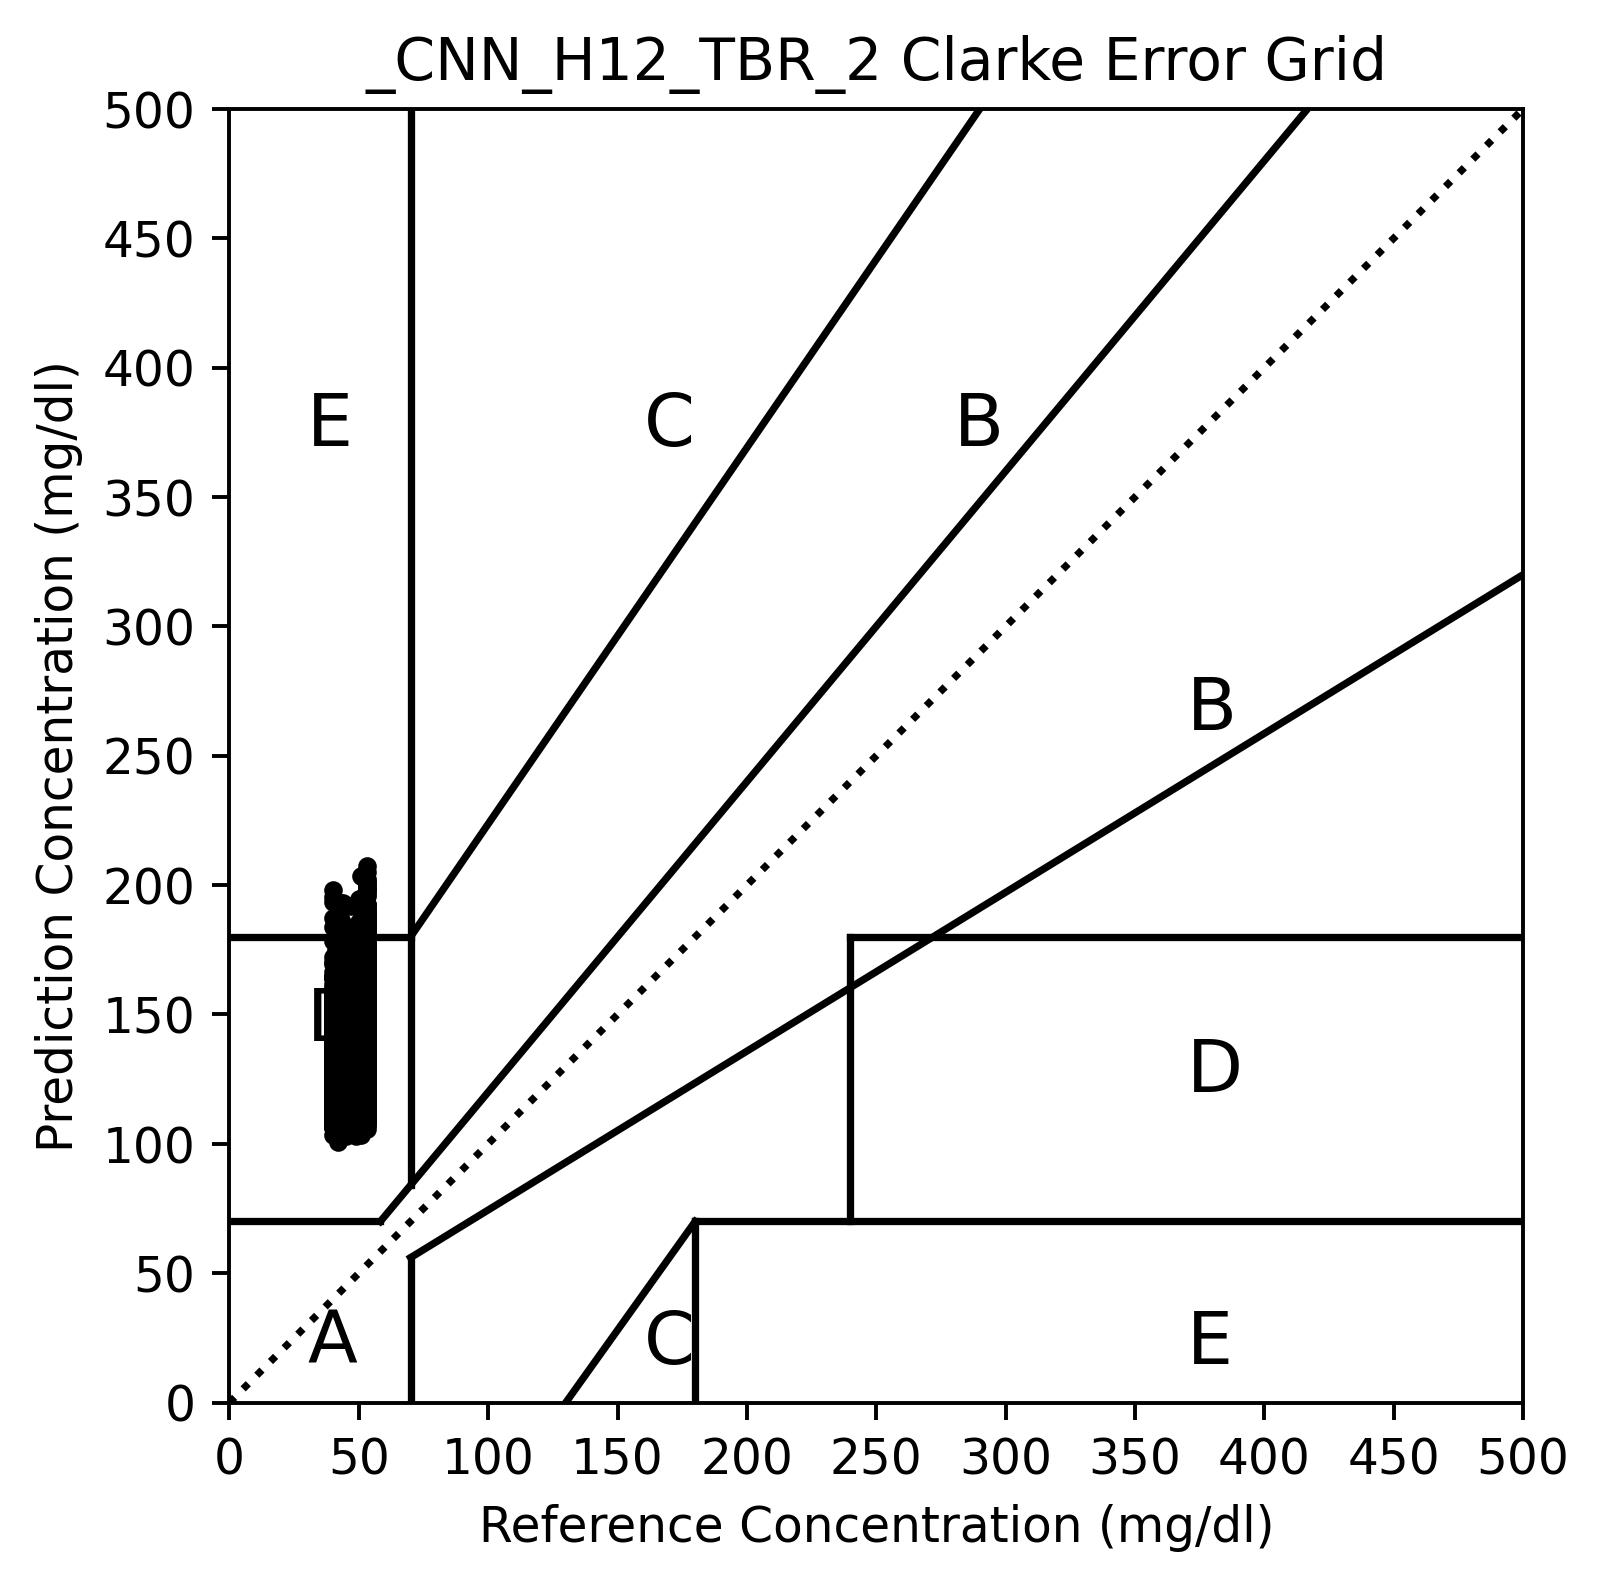 _CNN_H12_TBR_2 Clarke Error Grid
500
450
400
350
300
250
200
150
100
50
0
Prediction Concentration (mg/dl)
E C B
B
D
A C E
0 50 100 150 200 250 300 350 400 450 500
Reference Concentration (mg/dl)